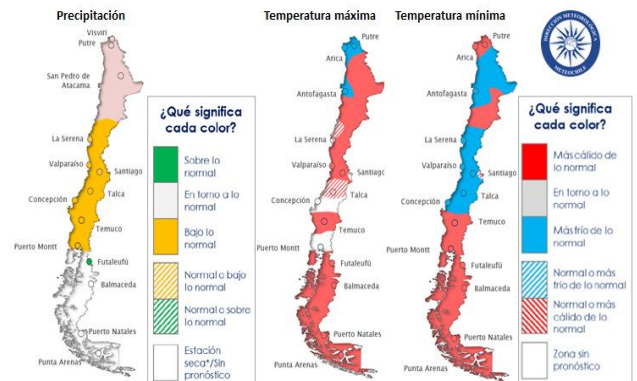 Precipitación
Visviri
Putre
San Pedro de
Atacama
La Serena
Valparaíso
Santiago
Concepción
Talca
Temuco
Puerto Montt
Futaleufú
Balmaceda
Puerto Natales
Punta Arenas
¿Qué significa
cada color?
Sobre lo
normal
En torno a lo
normal
Bajo lo
normal
Normal o bajo
lo normal
Normal o sobre
lo normal
Estación
seca*/Sin
pronóstico
Temperatura máxima
Putre
Arica
Antofagasta
La Serena
Valparaíso
Santiago
Talca
Concepción
Temuco
Puerto Montt
Futaleufú
Balmaceda
Puerto Natales
Punta Arenas
Temperatura mínima
Putre
Arica
Antofagasta
La Serena
Valparaíso
Santiago
Talca
Concepción
Temuco
Puerto Montt
Futaleufú
Balmaceda
Puerto Natales
Punta Arenas
DIRECCIÓN METEOROLÓGICA
METEOCHILE
¿Qué significa
cada color?
Más cálido de
lo normal
En torno a lo
normal
Más frío de lo
normal
Normal o más
frío de lo normal
Normal o más
cálido de lo
normal
Zona sin
pronóstico